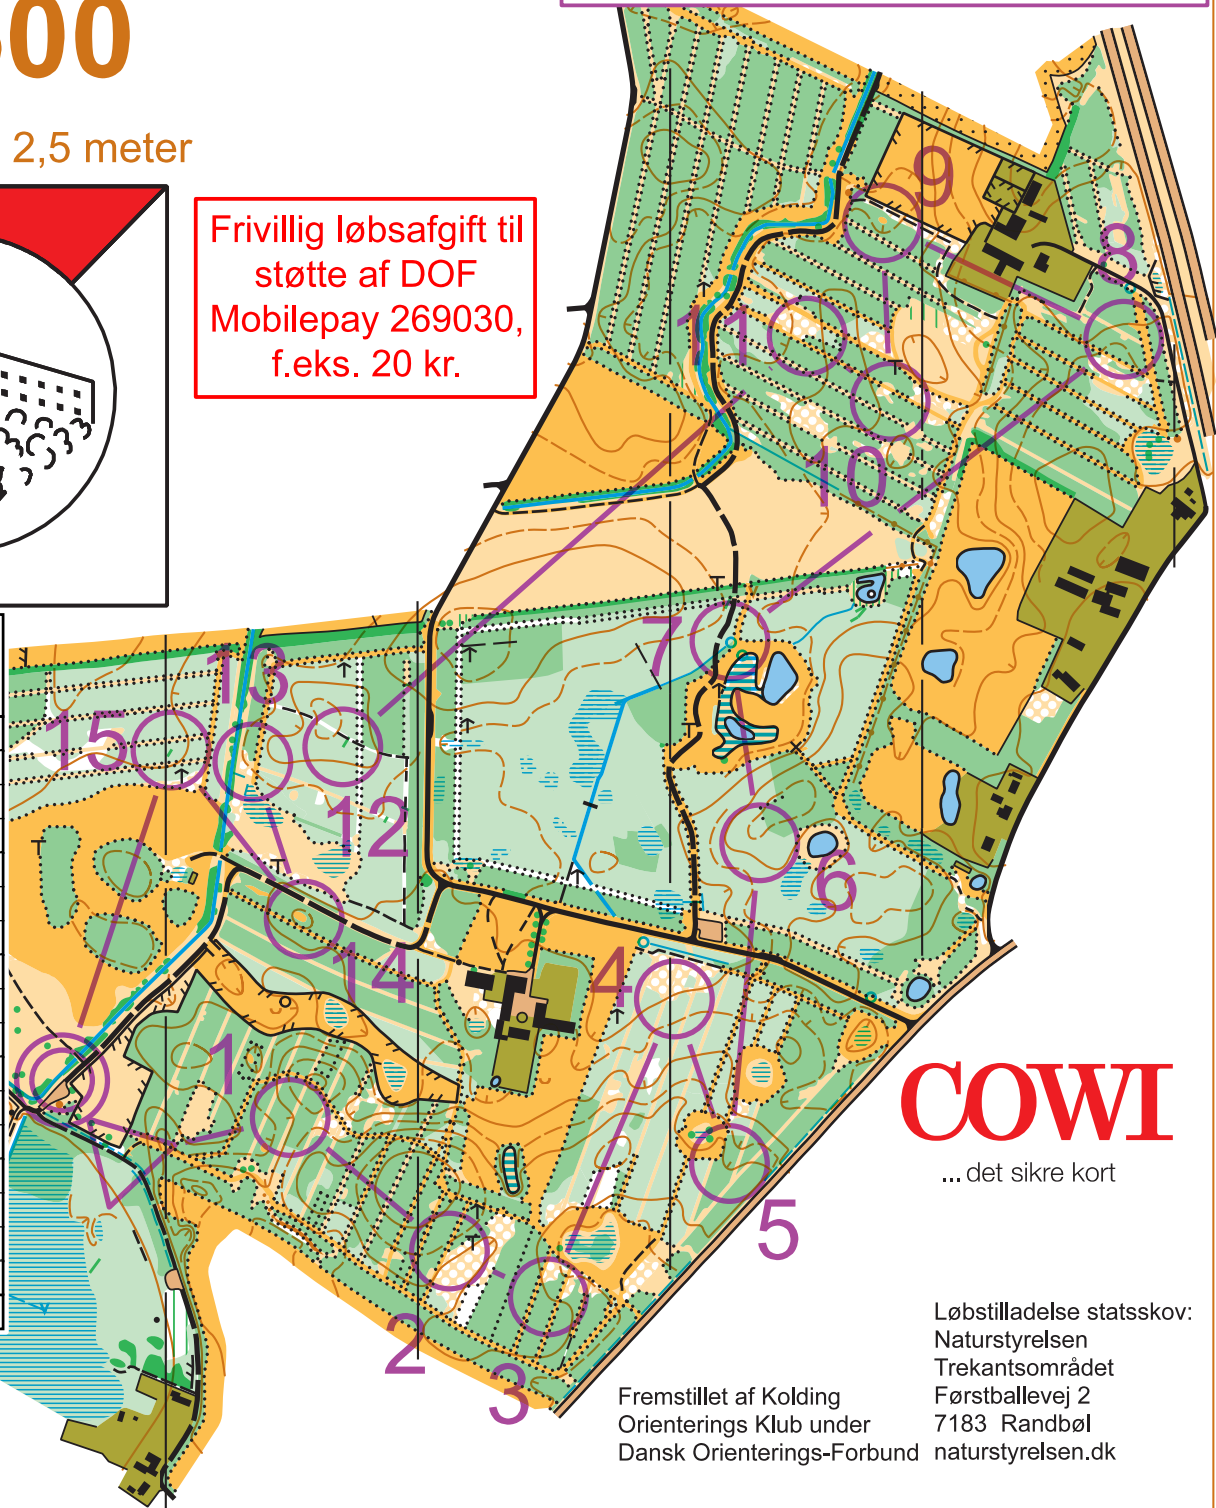 2,5 meter
Frivillig løbsafgift til
støtte af DOF
Mobilepay 269030,
f.eks. 20 kr.
9
8
11
10
7
13
15
12
6
14
4
1
5
2
3
COWI
... det sikre kort
Løbstilladelse statsskov:
Naturstyrelsen
Trekantsområdet
Førstballevej 2
7183 Randbøl
naturstyrelsen.dk
Fremstillet af Kolding
Orienterings Klub under
Dansk Orienterings-Forbund